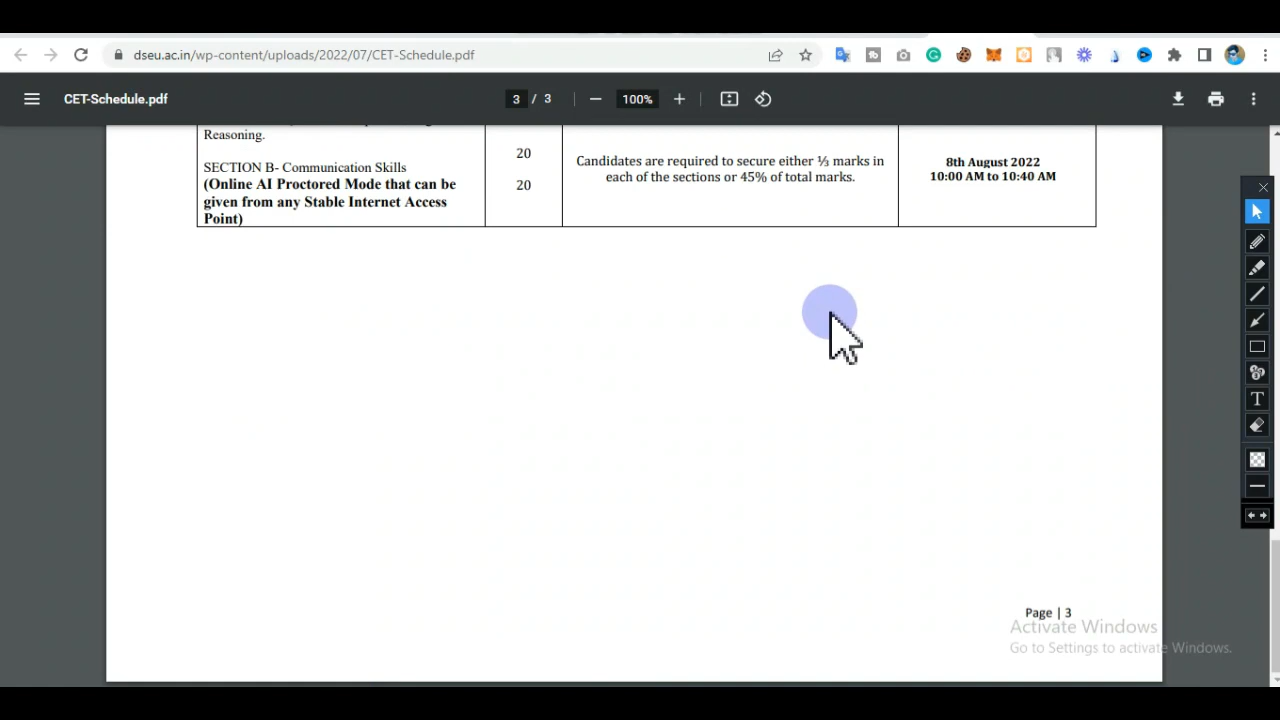 dseu.ac.in/wp-content/uploads/2022/07/CET-Schedule.pdf
CET-Schedule.pdf
3 / 3
100%
Reasoning.
SECTION B- Communication Skills
(Online AI Proctored Mode that can be
given from any Stable Internet Access
Point)
20
20
Candidates are required to secure either ⅓ marks in
each of the sections or 45% of total marks.
8th August 2022
10:00 AM to 10:40 AM
Page | 3
Activate Windows
Go to Settings to activate Windows.
T